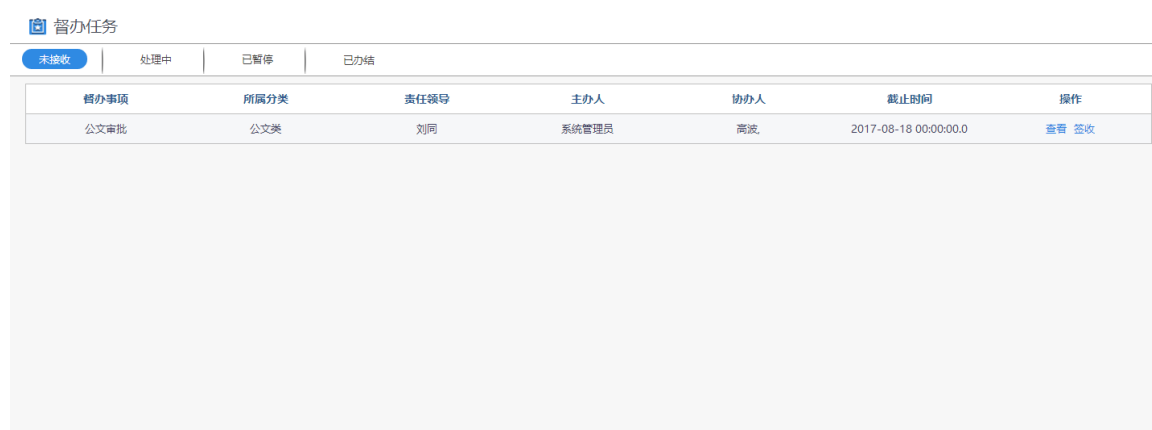 督办任务
未接收 处理中 已暂停 已办结
督办事项 所属分类 责任领导 主办人 协办人 截止时间 操作
公文审批 公文类 刘同 系统管理员 高波, 2017-08-18 00:00:00.0 查看 签收